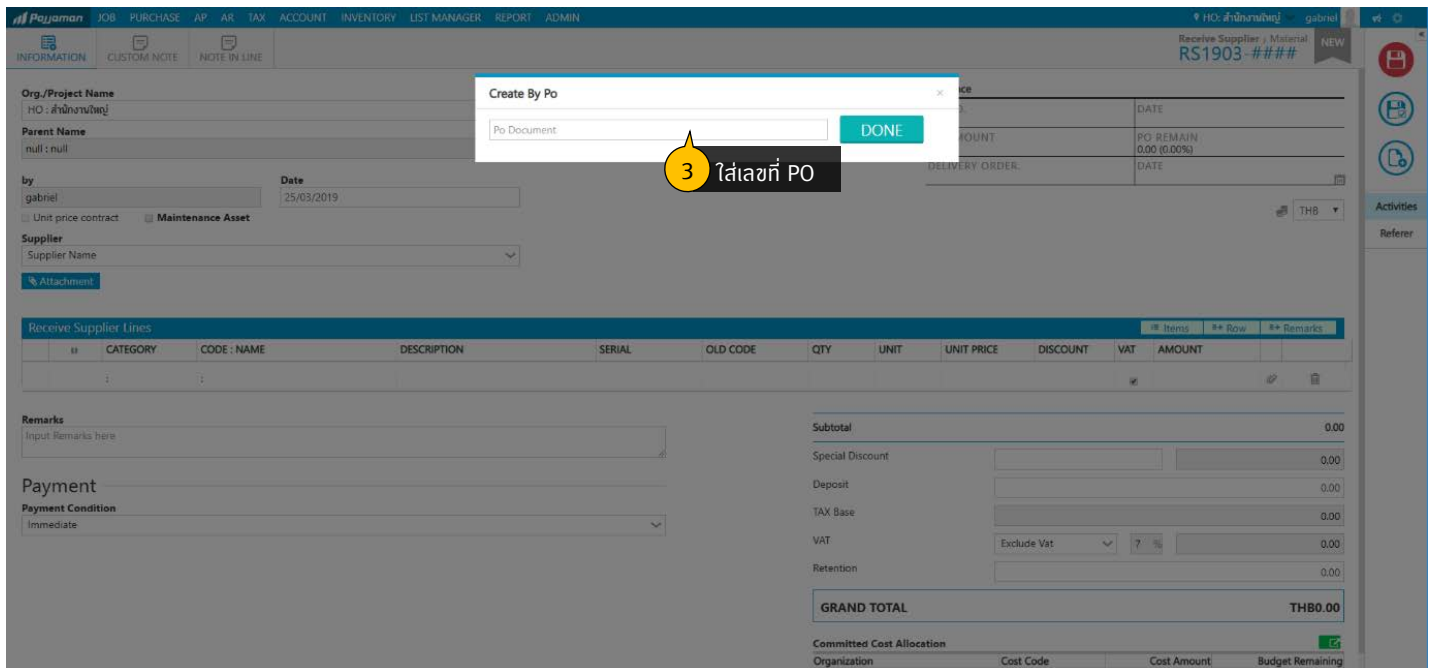 Pojjaman JOB PURCHASE AP AR TAX ACCOUNT INVENTORY LIST MANAGER REPORT ADMIN HO: สำนักงานใหญ่ gabriel
INFORMATION CUSTOM NOTE NOTE IN LINE
Receive Supplier / Material NEW
RS1903-####
Org./Project Name
HO : สำนักงานใหญ่
Parent Name
null : null
by Date
gabriel 25/03/2019
Unit price contract Maintenance Asset
Supplier
Supplier Name
Attachment
Create By Po ×
Po Document DONE
3 ใส่เลขที่ PO
DATE
PO REMAIN
0.00 (0.00%)
DELIVERY ORDER. DATE
THB
Activities
Referer
Receive Supplier Lines Items Row Remarks
CATEGORY CODE : NAME DESCRIPTION SERIAL OLD CODE QTY UNIT UNIT PRICE DISCOUNT VAT AMOUNT
: :
Remarks
Input Remarks here
Payment
Payment Condition
Immediate
Subtotal 0.00
Special Discount 0.00
Deposit 0.00
TAX Base 0.00
VAT Exclude Vat 7 % 0.00
Retention 0.00
GRAND TOTAL THB0.00
Committed Cost Allocation
Organization Cost Code Cost Amount Budget Remaining